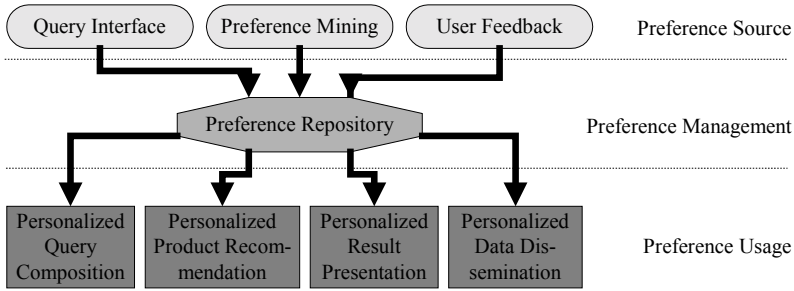 Query Interface
Preference Mining
User Feedback
Preference Source
Preference Repository
Preference Management
Personalized
Query
Composition
Personalized
Product Recom-
mendation
Personalized
Result
Presentation
Personalized
Data Dis-
semination
Preference Usage